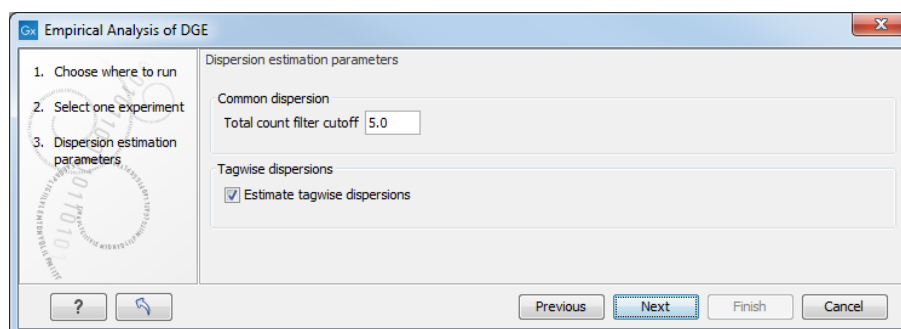 Gx Empirical Analysis of DGE
1. Choose where to run
2. Select one experiment
3. Dispersion estimation
parameters
Dispersion estimation parameters
Common dispersion
Total count filter cutoff 5.0
Tagwise dispersions
Estimate tagwise dispersions
?
Previous Next Finish Cancel